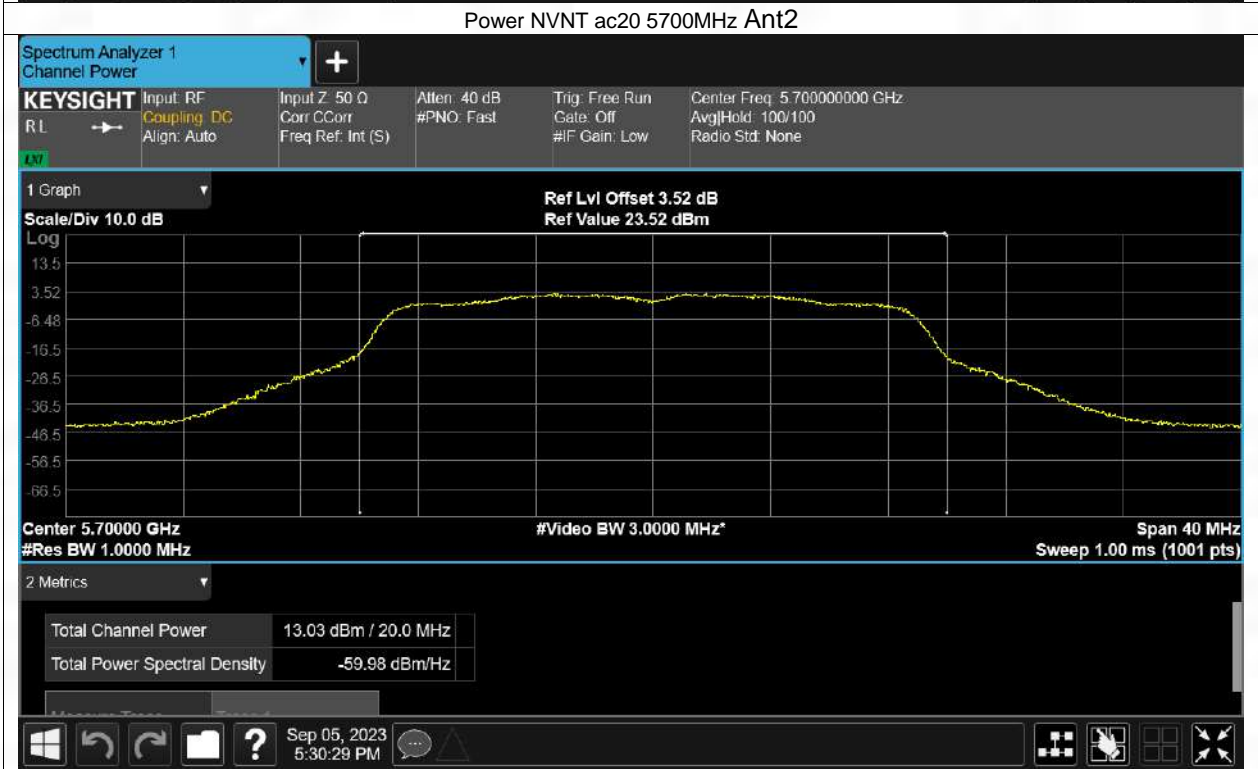 Power NVNT ac20 5700MHz Ant2
Spectrum Analyzer 1
Channel Power
+
KEYSIGHT
R L
LXI
Input: RF
Coupling: DC
Align: Auto
Input Z: 50 Ω
Corr CCorr
Freq Ref: Int (S)
Atten: 40 dB
#PNO: Fast
Trig: Free Run
Gate: Off
#IF Gain: Low
Center Freq: 5.700000000 GHz
Avg|Hold: 100/100
Radio Std: None
1 Graph
Scale/Div 10.0 dB
Ref Lvl Offset 3.52 dB
Ref Value 23.52 dBm
Log
13.5
3.52
-6.48
-16.5
-26.5
-36.5
-46.5
-56.5
-66.5
Center 5.70000 GHz
#Video BW 3.0000 MHz*
Span 40 MHz
#Res BW 1.0000 MHz
Sweep 1.00 ms (1001 pts)
2 Metrics
Total Channel Power 13.03 dBm / 20.0 MHz
Total Power Spectral Density -59.98 dBm/Hz
?
Sep 05, 2023
5:30:29 PM